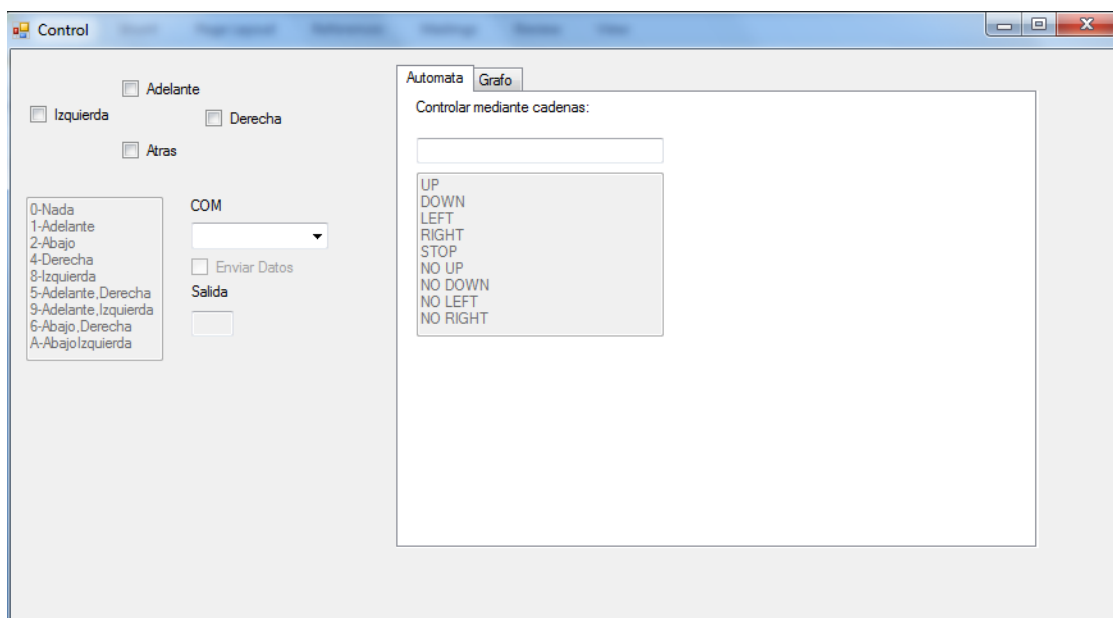 Control
Adelante
Izquierda
Derecha
Atras
0-Nada
1-Adelante
2-Abajo
4-Derecha
8-Izquierda
5-Adelante,Derecha
9-Adelante,Izquierda
6-Abajo,Derecha
A-AbajoIzquierda
COM
Enviar Datos
Salida
Automata
Grafo
Controlar mediante cadenas:
UP
DOWN
LEFT
RIGHT
STOP
NO UP
NO DOWN
NO LEFT
NO RIGHT